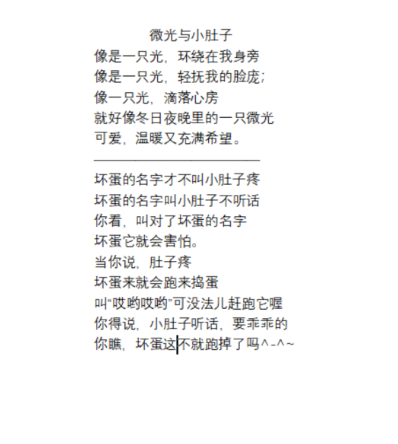 微光与小肚子
像是一只光，环绕在我身旁
像是一只光，轻抚我的脸庞；
像一只光，滴落心房
就好像冬日夜晚里的一只微光
可爱，温暖又充满希望。
————————————
坏蛋的名字才不叫小肚子疼
坏蛋的名字叫小肚子不听话
你看，叫对了坏蛋的名字
坏蛋它就会害怕。
当你说，肚子疼
坏蛋来就会跑来捣蛋
叫“哎哟哎哟”可没法儿赶跑它喔
你得说，小肚子听话，要乖乖的
你瞧，坏蛋这不就跑掉了吗^-^~